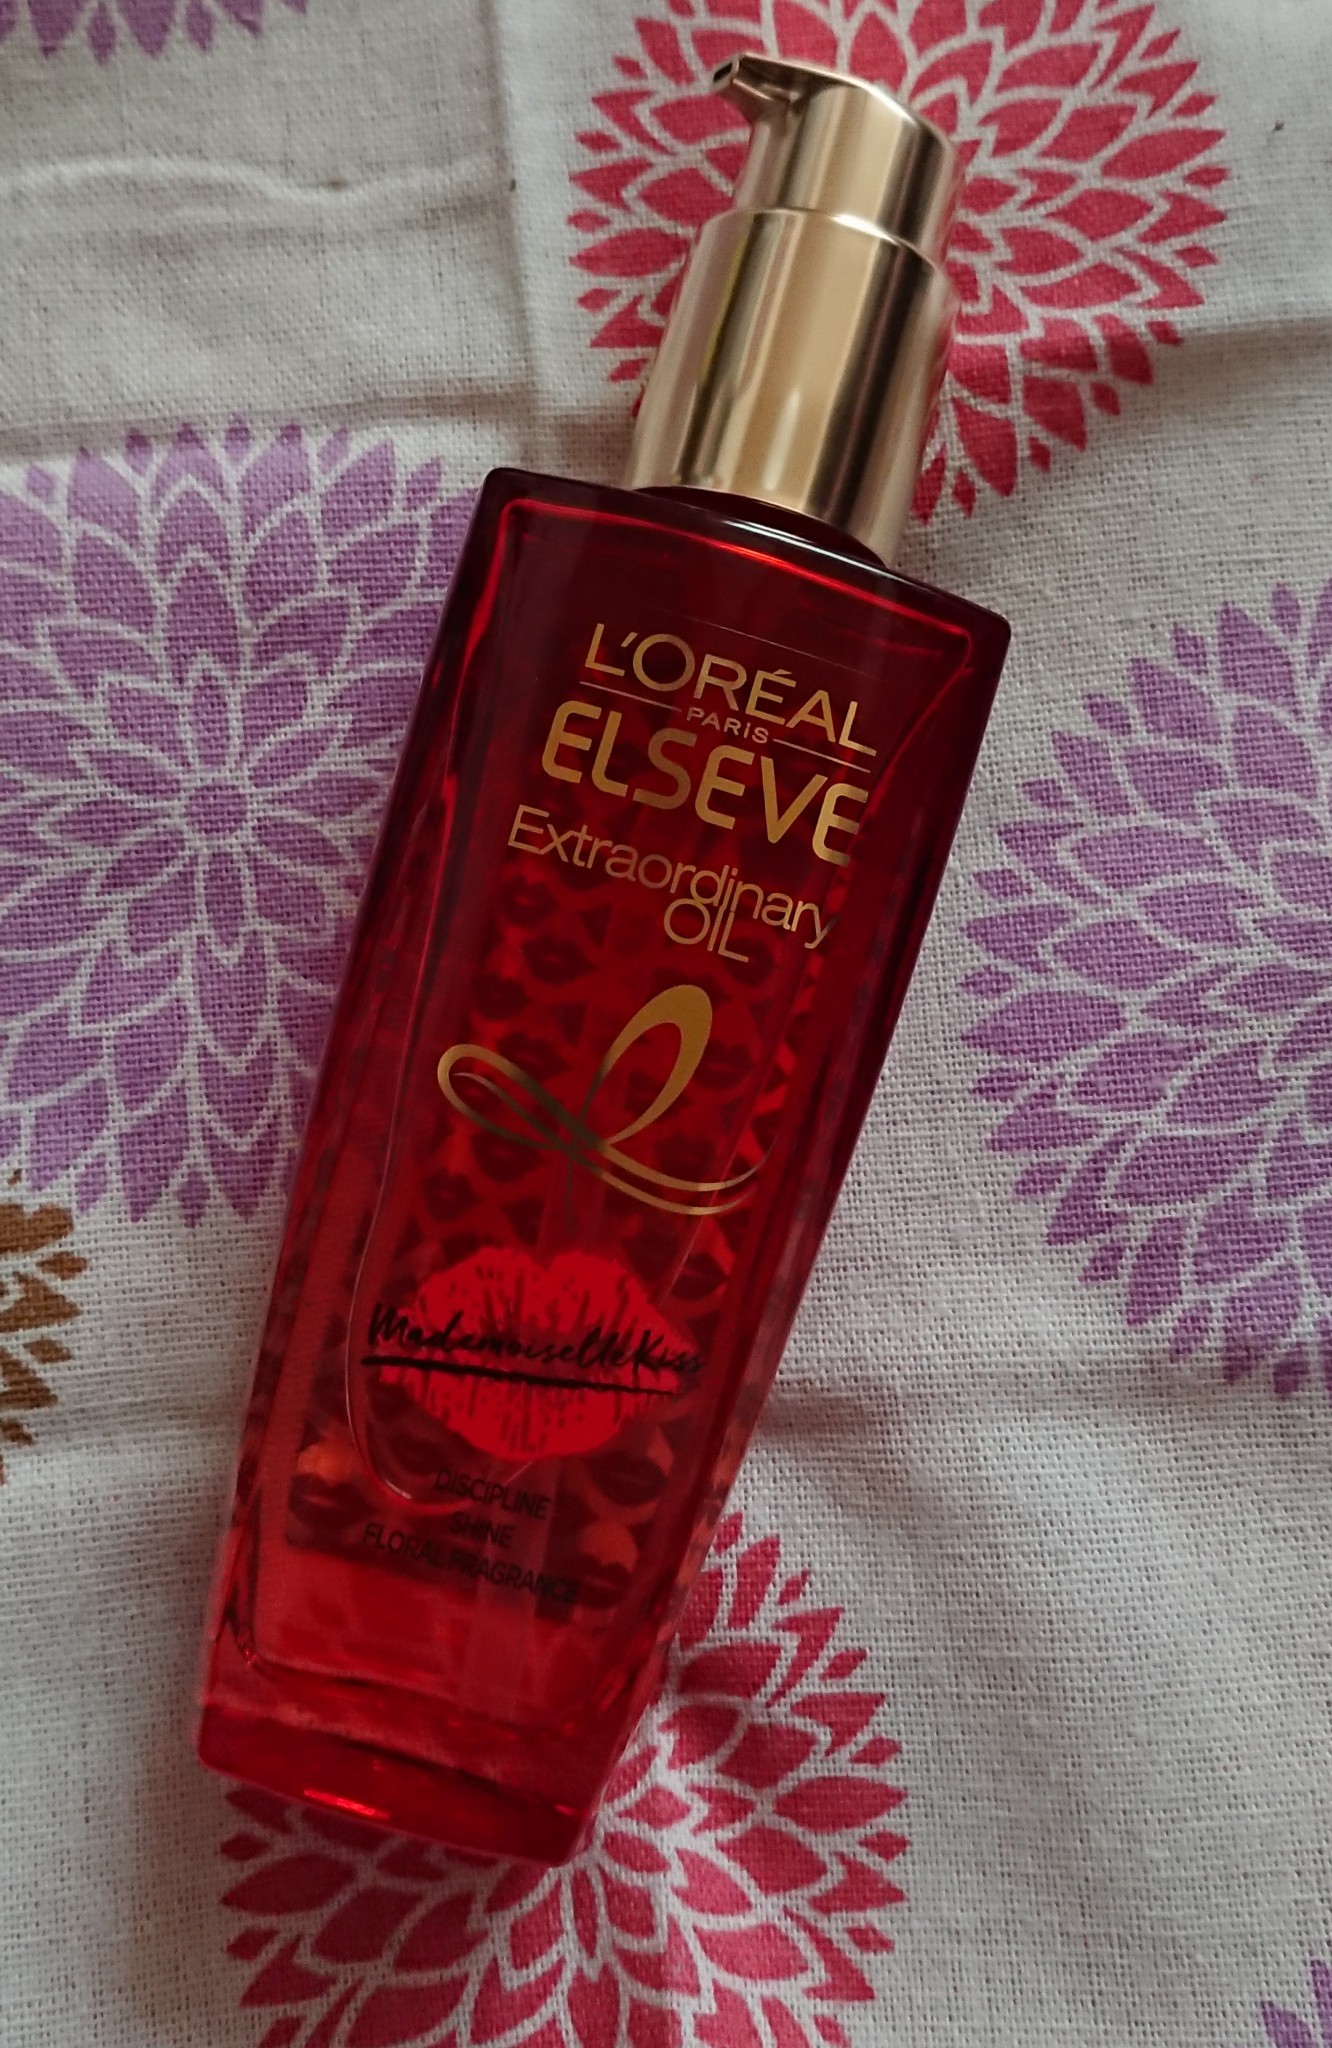 L'ORÉAL
PARIS
ELSEVE
Extraordinary
OIL
MademoiselleKiss
DISCIPLINE
SHINE
FLORAL FRAGRANCE